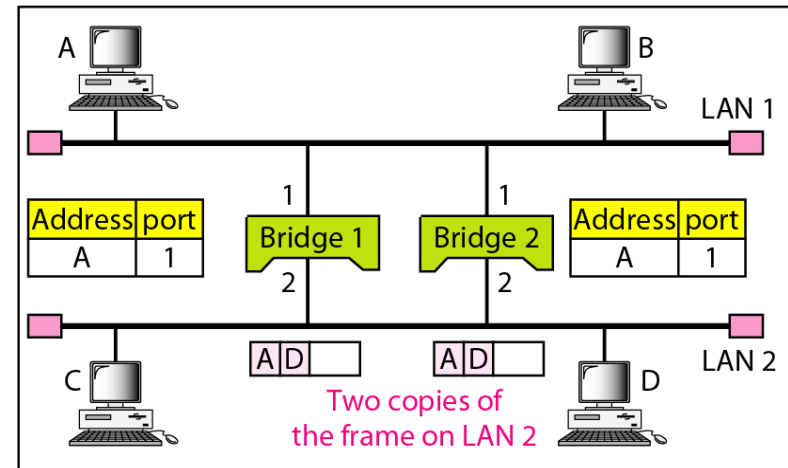 A
B
LAN 1
1
1
Address port
A 1
Bridge 1
Bridge 2
Address port
A 1
2
2
A D
A D
C
D
LAN 2
Two copies of
the frame on LAN 2